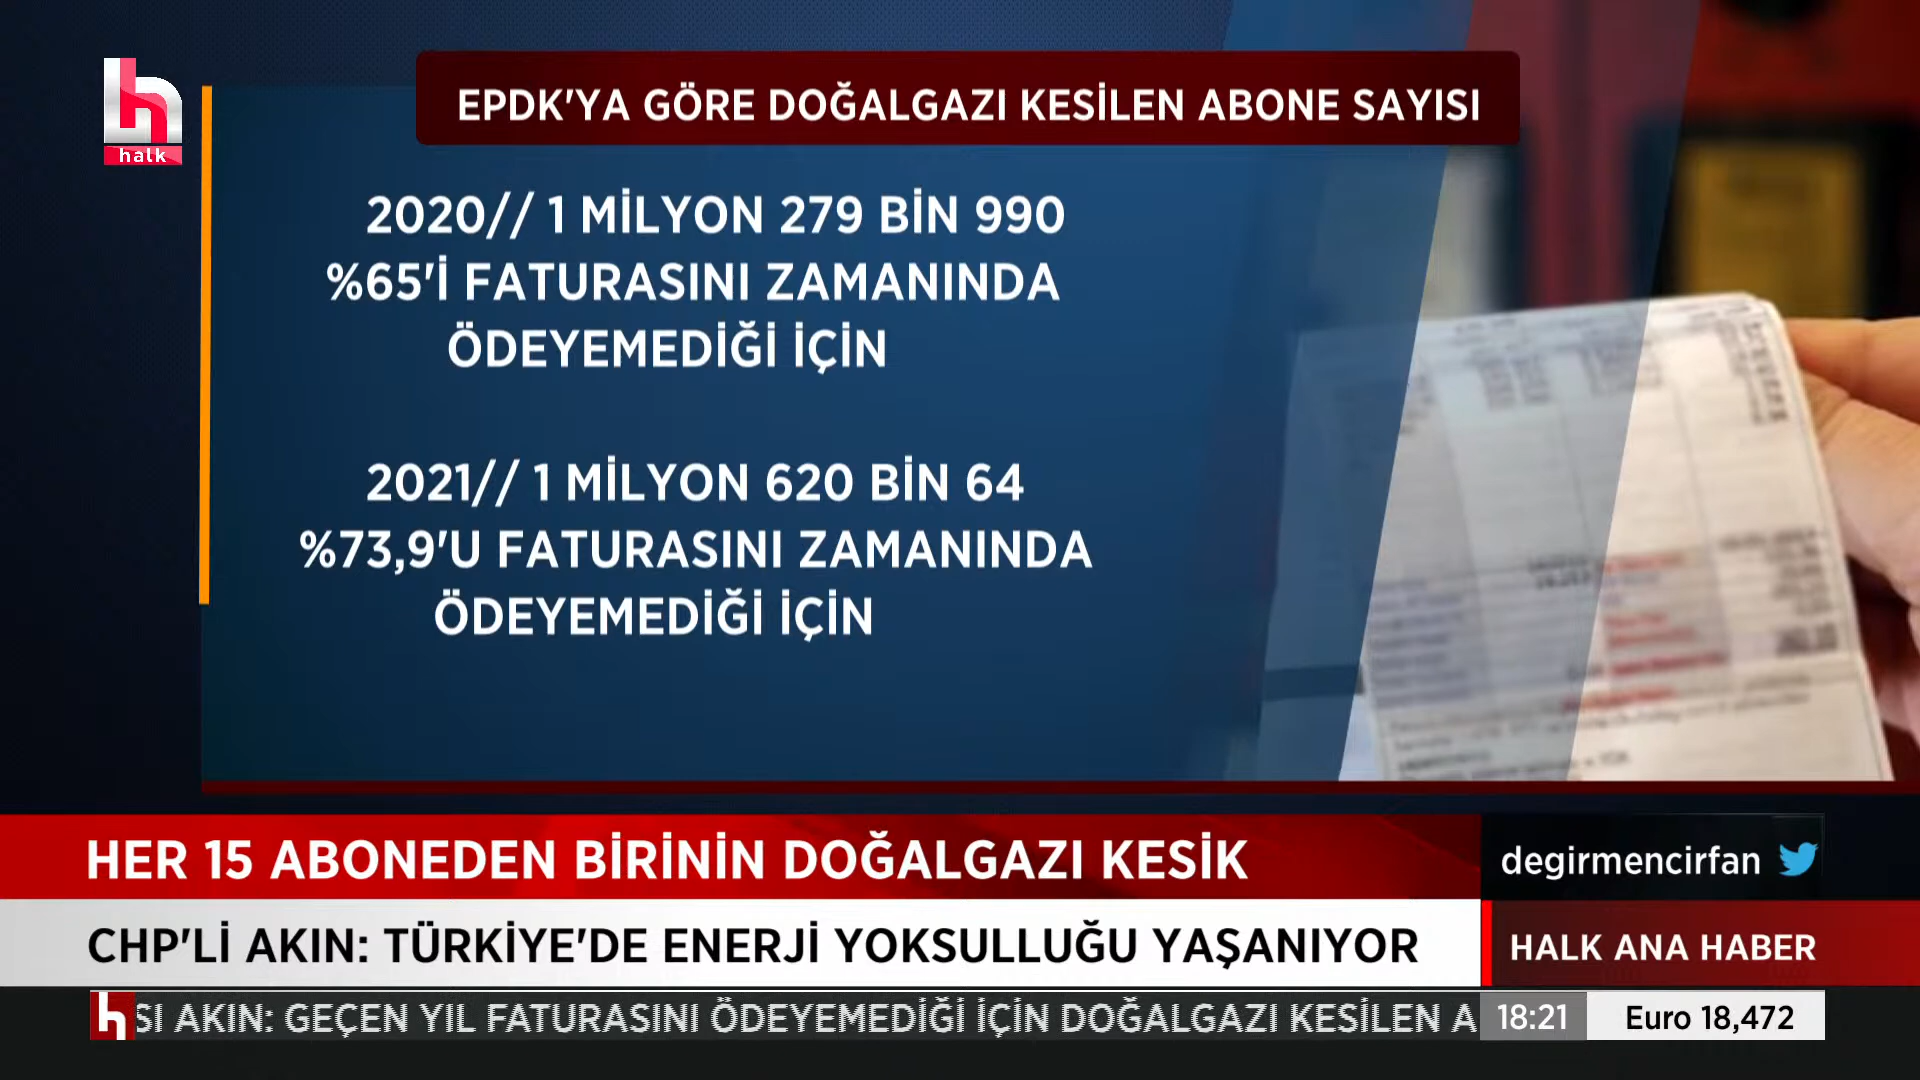 halk
EPDK'YA GÖRE DOĞALGAZI KESİLEN ABONE SAYISI
2020// 1 MİLYON 279 BİN 990
%65'İ FATURASINI ZAMANINDA
ÖDEYEMEDİĞİ İÇİN
2021// 1 MİLYON 620 BİN 64
%73,9'U FATURASINI ZAMANINDA
ÖDEYEMEDİĞİ İÇİN
HER 15 ABONEDEN BİRİNİN DOĞALGAZI KESİK
degirmencirfan
CHP'Lİ AKIN: TÜRKİYE'DE ENERJİ YOKSULLUĞU YAŞANIYOR
HALK ANA HABER
SI AKIN: GEÇEN YIL FATURASINI ÖDEYEMEDİĞİ İÇİN DOĞALGAZI KESİLEN A
18:21
Euro 18,472